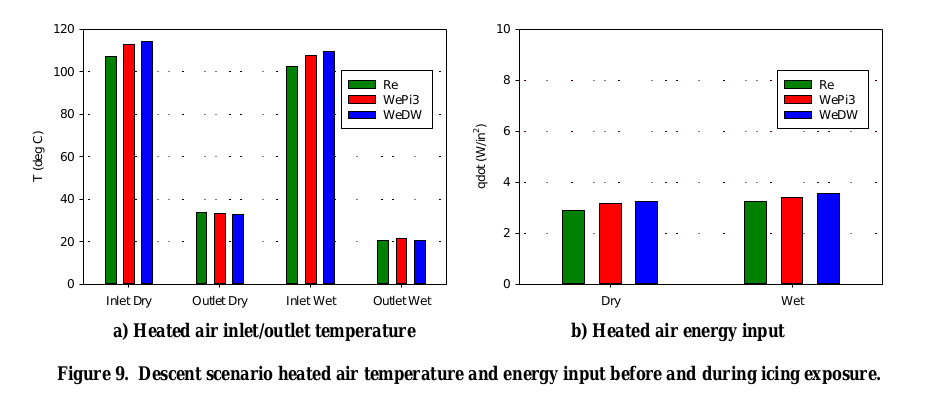 120
100
80
60
40
20
0
T (deg C)
Re
WePi3
WeDW
Inlet Dry
Outlet Dry
Inlet Wet
Outlet Wet
a) Heated air inlet/outlet temperature
10
8
6
4
2
0
qdot (W/in²)
Re
WePi3
WeDW
Dry
Wet
b) Heated air energy input
Figure 9. Descent scenario heated air temperature and energy input before and during icing exposure.